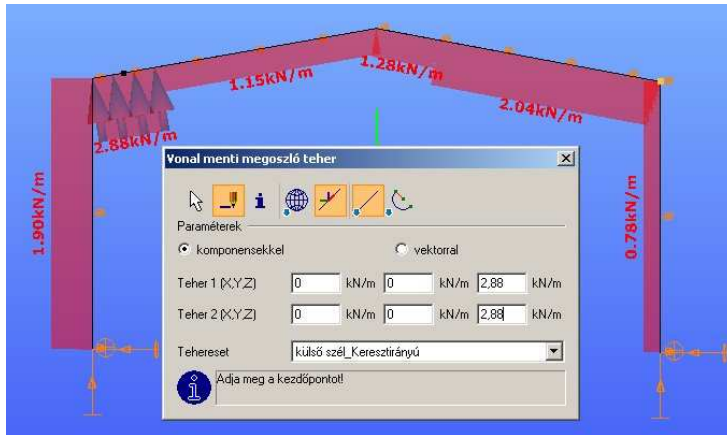 1.15kN/m
1.28kN/m
2.04kN/m
2.88kN/m
1.90kN/m
0.78kN/m
Vonal menti megoszló teher
Paraméterek
komponensekkel vektorral
Teher 1 (X,Y,Z) 0 kN/m 0 kN/m 2,88 kN/m
Teher 2 (X,Y,Z) 0 kN/m 0 kN/m 2,88 kN/m
Tehereset külső szél_Keresztirányú
Adja meg a kezdőpontot!